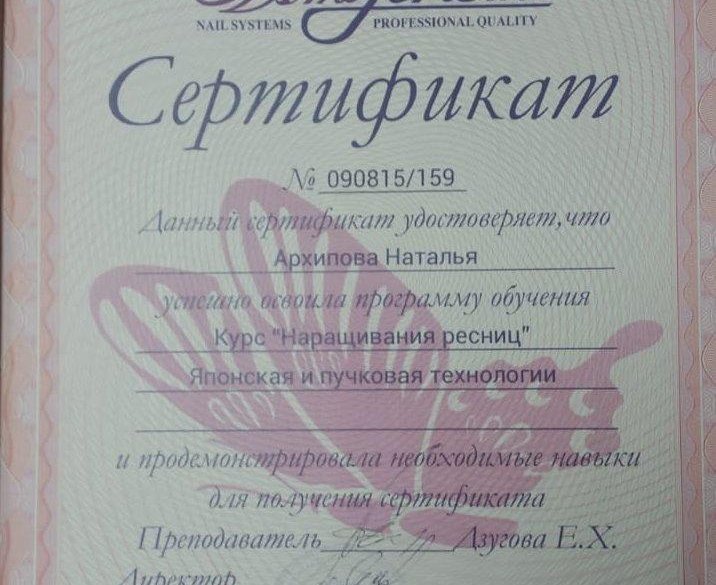 NAIL SYSTEMS PROFESSIONAL QUALITY
Сертификат
№ 090815/159
Данный сертификат удостоверяет,что
Архипова Наталья
успешно освоила программу обучения
Курс "Наращивания ресниц"
Японская и пучковая технологии
и продемонстрировала необходимые навыки
для получения сертификата
Преподаватель Дзугова Е.Х.
Директор